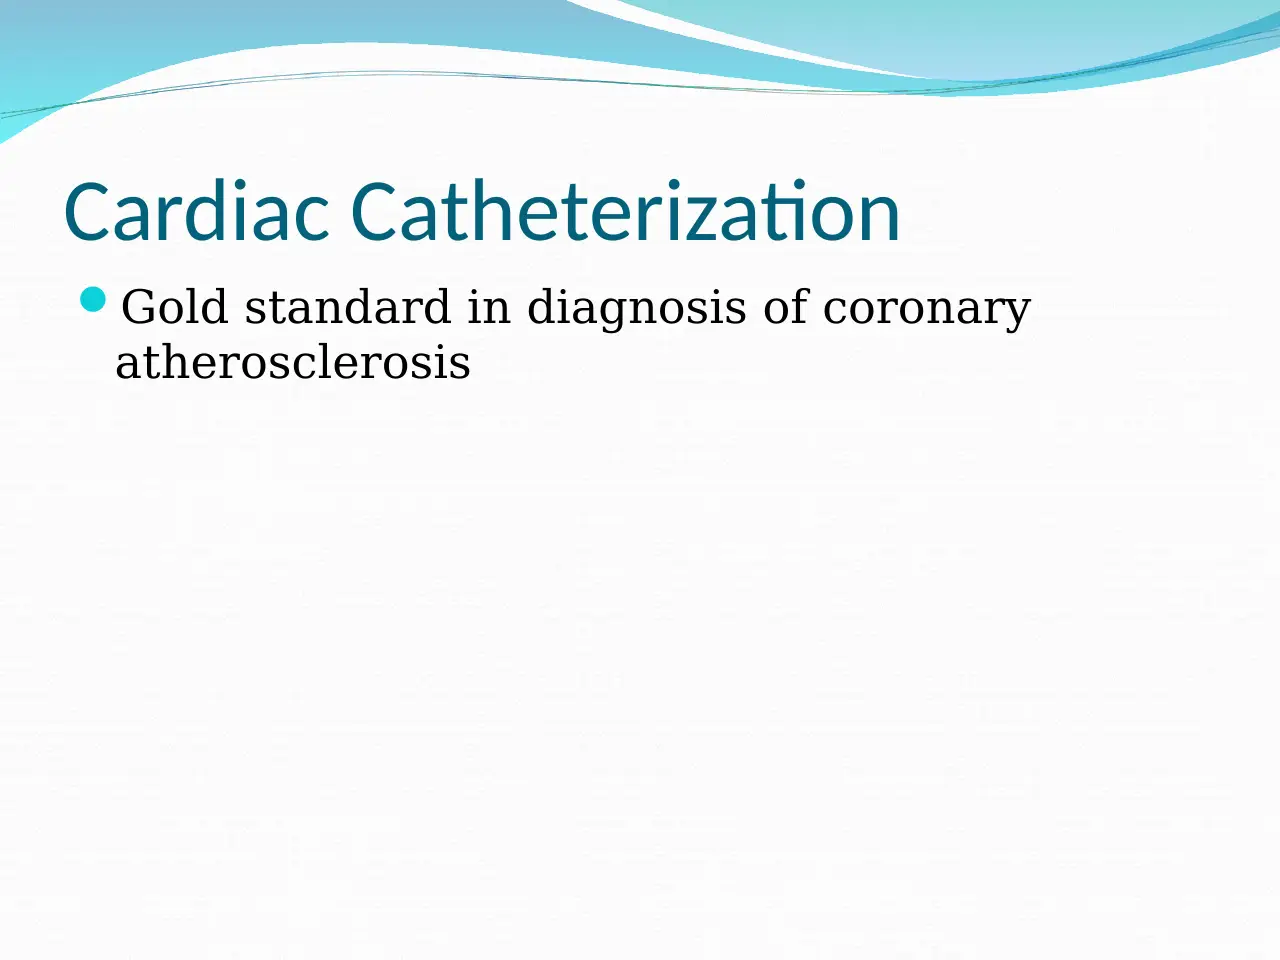 Cardiac Catheterization
Gold standard in diagnosis of coronary
atherosclerosis